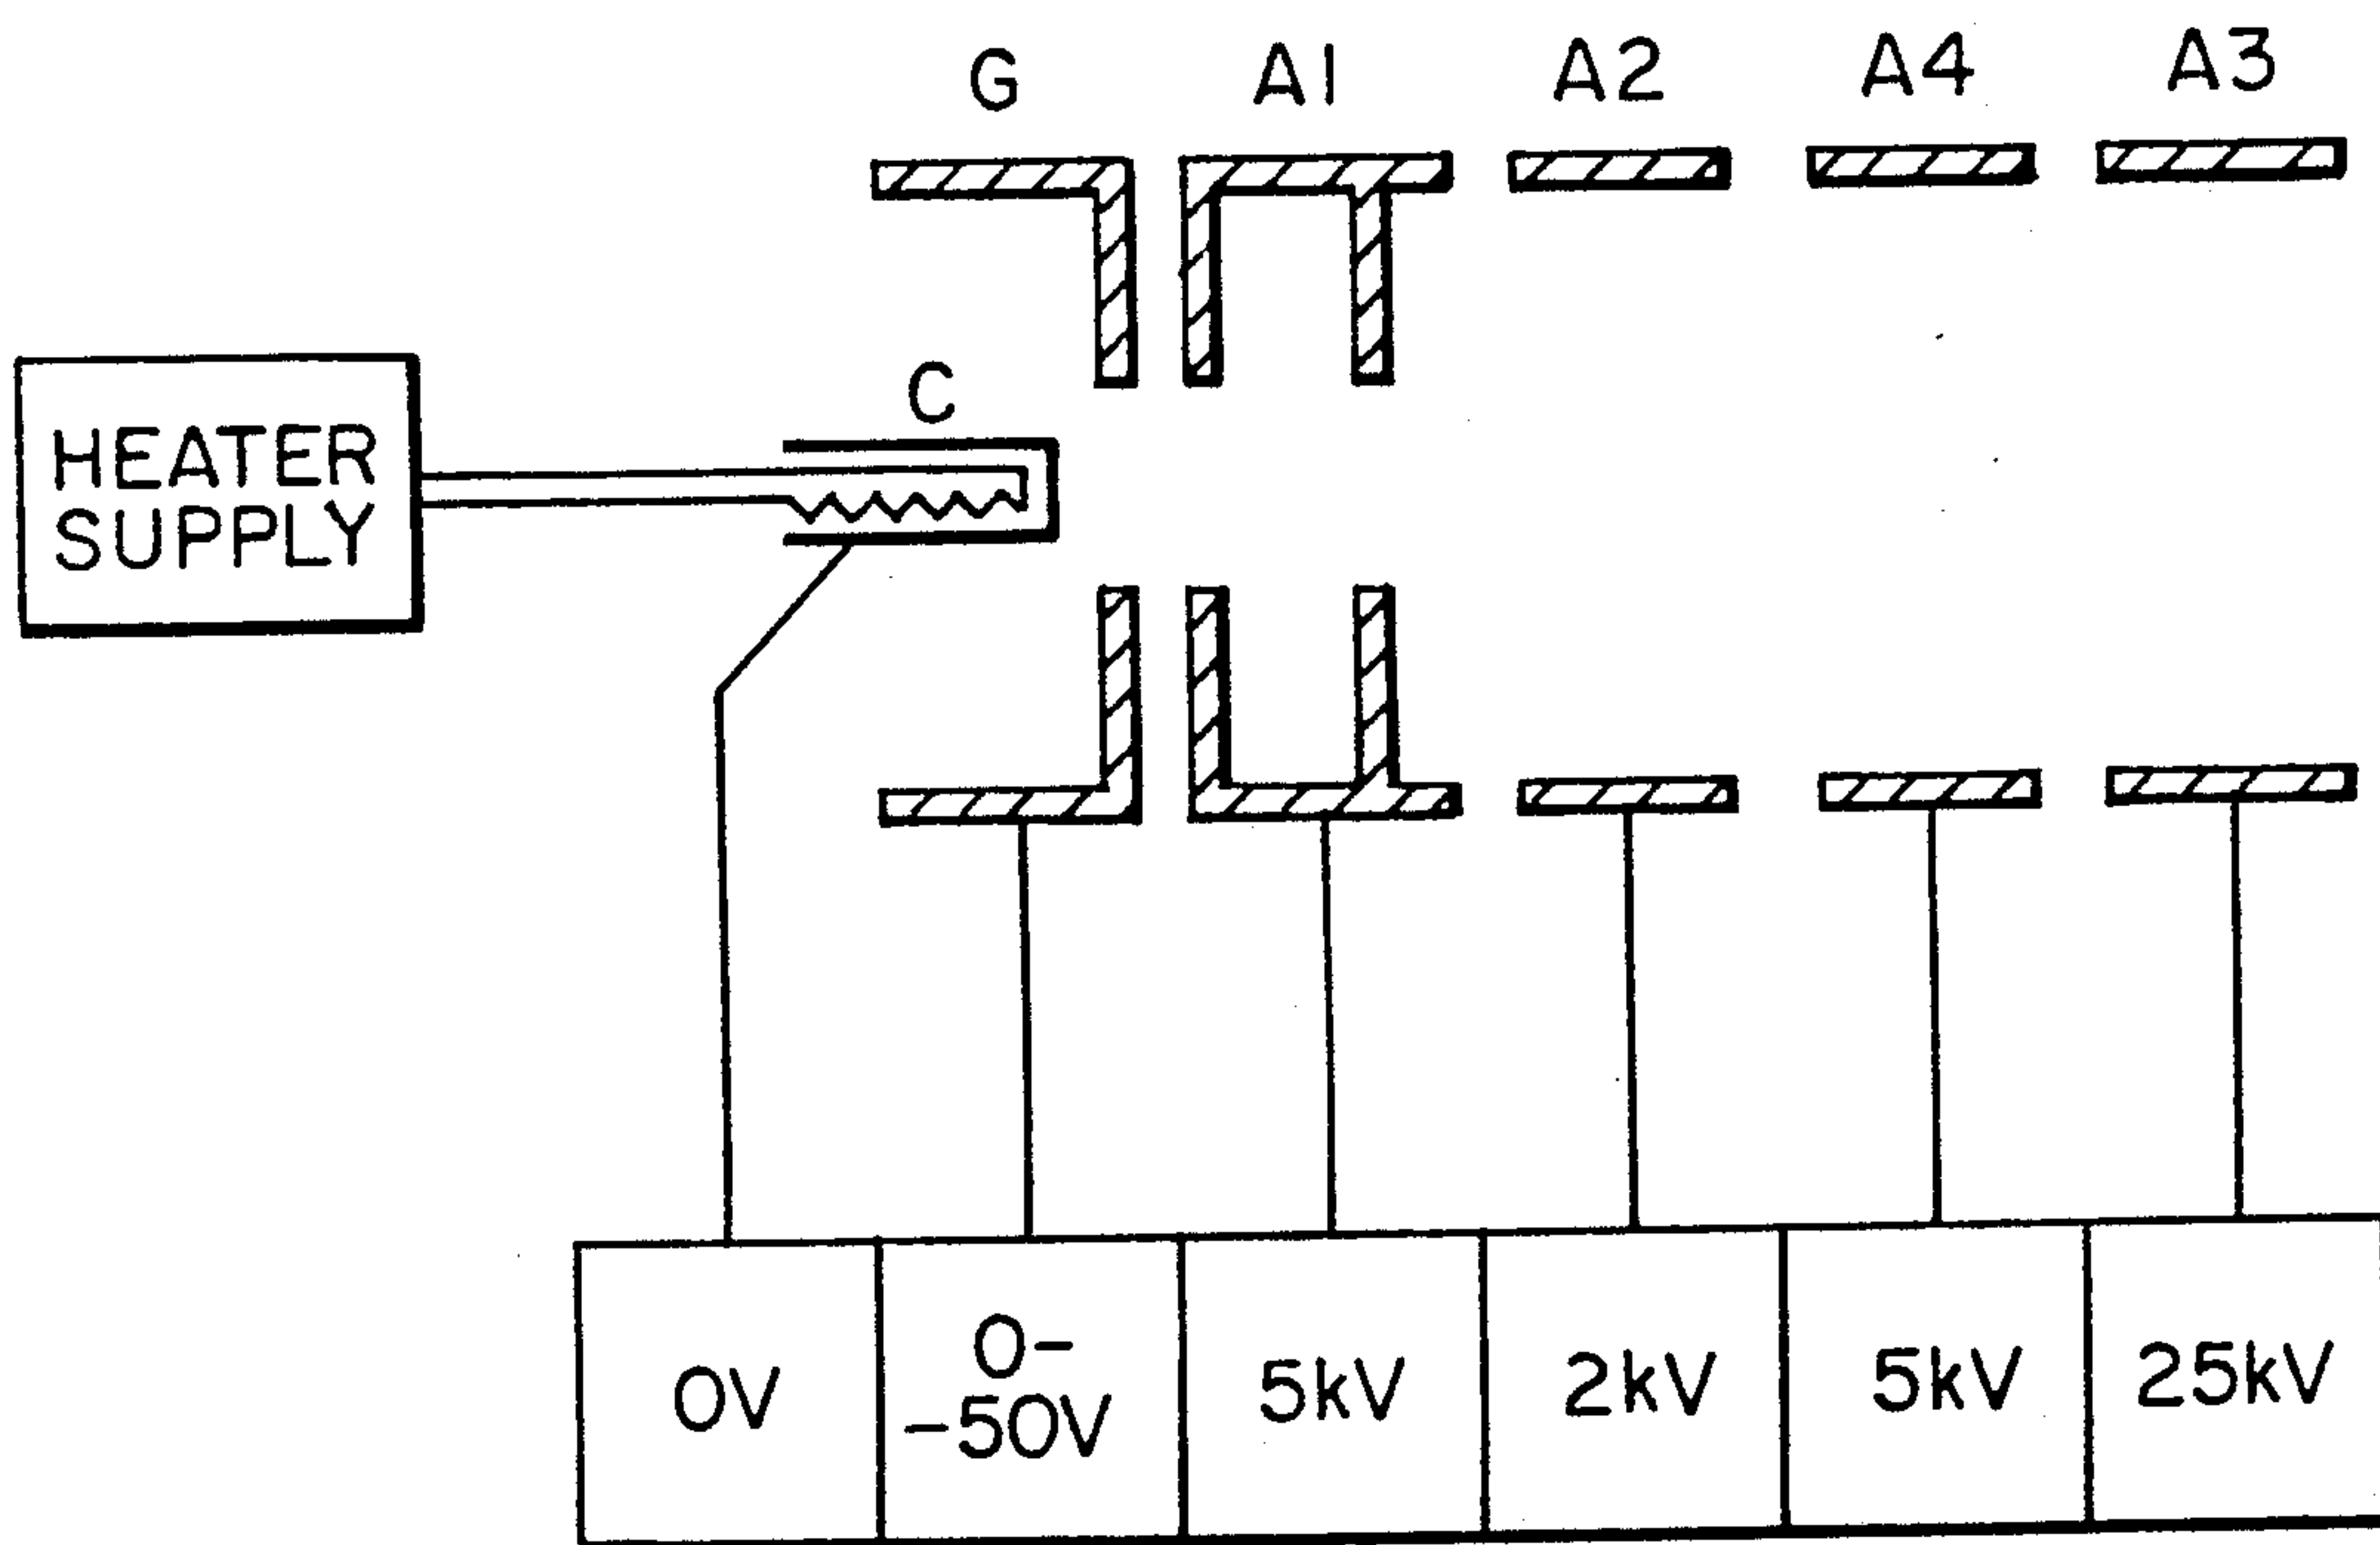 G A1 A2 A4 A3
C
HEATER
SUPPLY
0V
0-
-50V
5kV
2kV
5kV
25kV